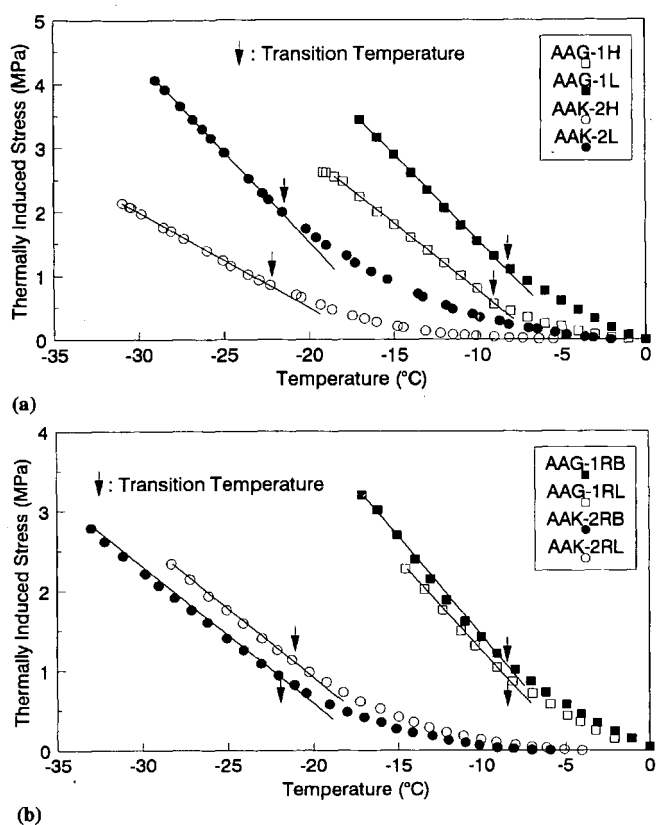 5
4
3
2
1
0
Thermally Induced Stress (MPa)
: Transition Temperature
AAG-1H
AAG-1L
AAK-2H
AAK-2L
-35 -30 -25 -20 -15 -10 -5 0
Temperature (°C)
(a)
4
3
2
1
0
Thermally Induced Stress (MPa)
: Transition Temperature
AAG-1RB
AAG-1RL
AAK-2RB
AAK-2RL
-35 -30 -25 -20 -15 -10 -5 0
Temperature (°C)
(b)